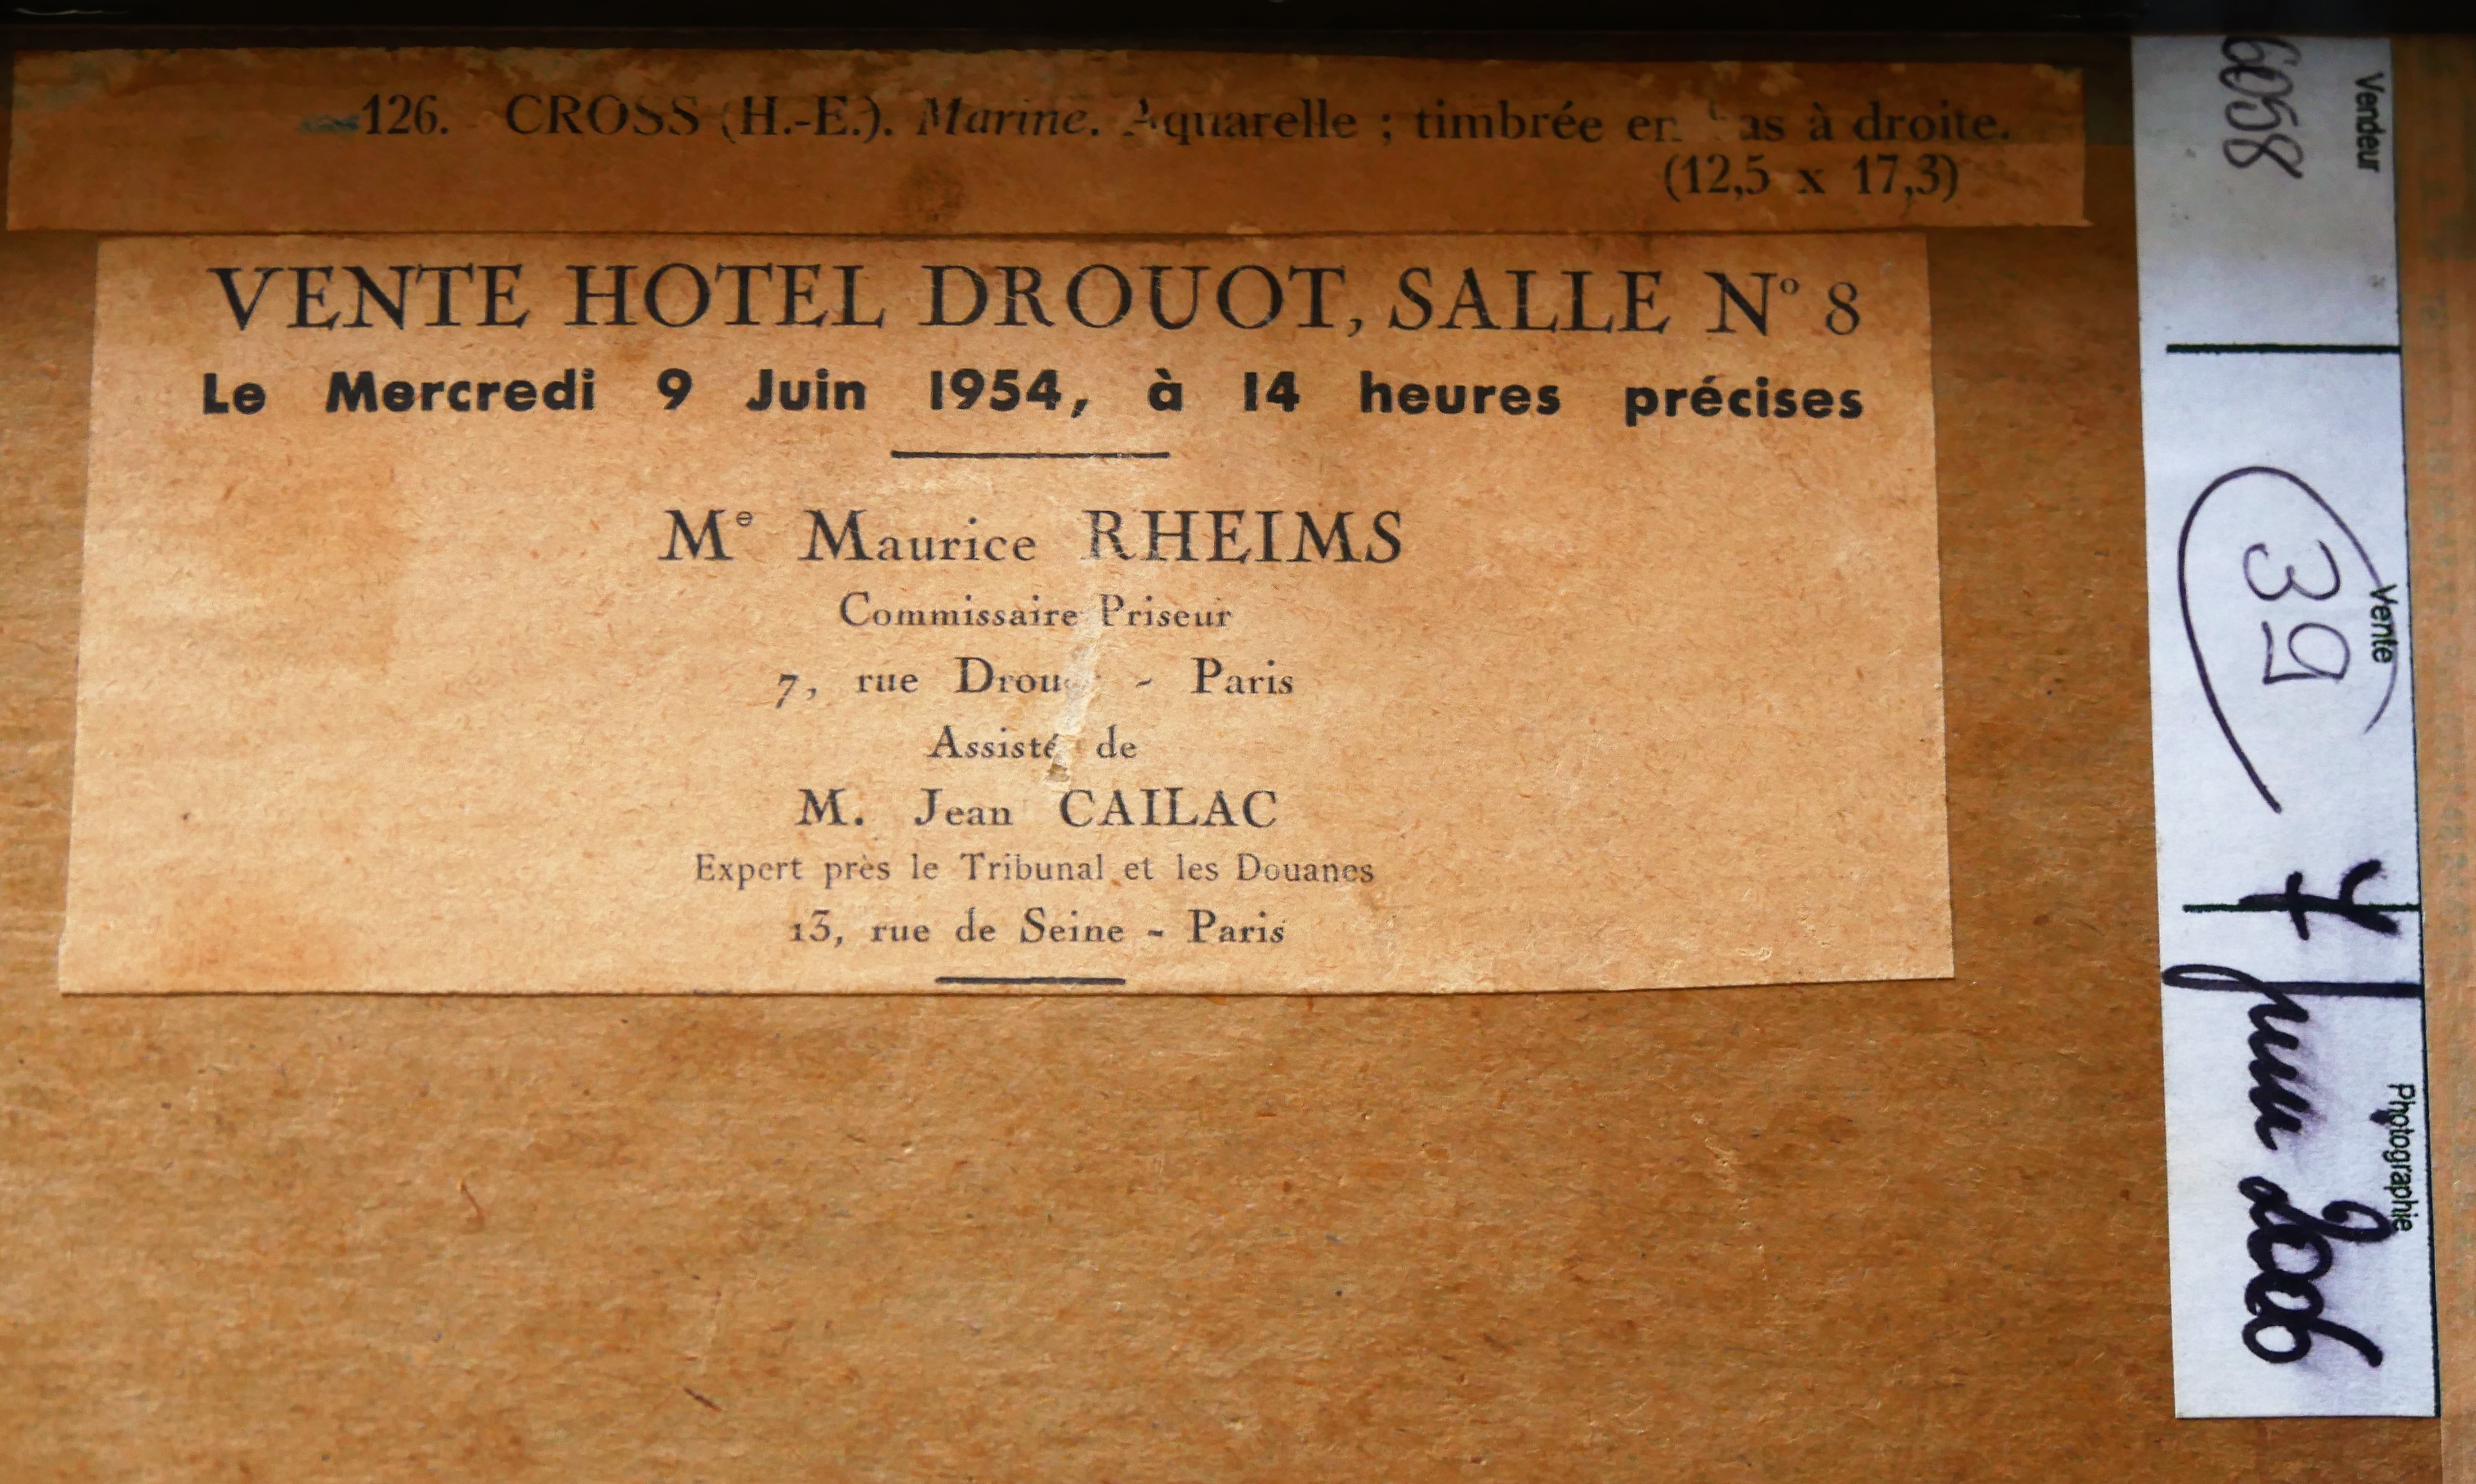 126. CROSS (H.-E.). Marine. Aquarelle ; timbrée en bas à droite.
(12,5 x 17,3)
VENTE HOTEL DROUOT, SALLE Nº 8
Le Mercredi 9 Juin 1954, à 14 heures précises
Mᵉ Maurice RHEIMS
Commissaire Priseur
7, rue Drouot - Paris
Assisté de
M. Jean CAILAC
Expert près le Tribunal et les Douanes
13, rue de Seine - Paris
Vendeur
6058
Vente
39
Photographie
7 juin 2006